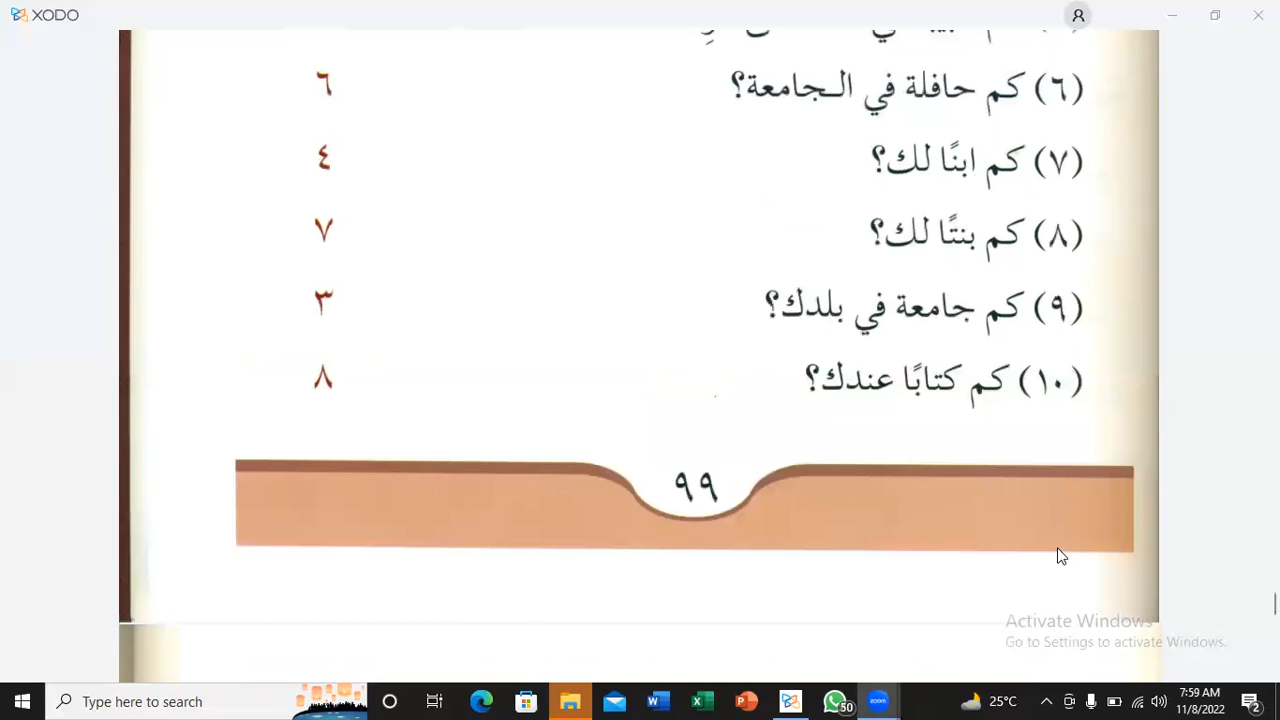 XODO
(٦) كم حافلة في الـجامعة؟ ٦
(٧) كم ابنًا لك؟ ٤
(٨) كم بنتًا لك؟ ٧
(٩) كم جامعة في بلدك؟ ٣
(١٠) كم كتابًا عندك؟ ٨
٩٩
Activate Windows
Go to Settings to activate Windows.
Type here to search
50
zoom
25°C
7:59 AM
11/8/2022
2